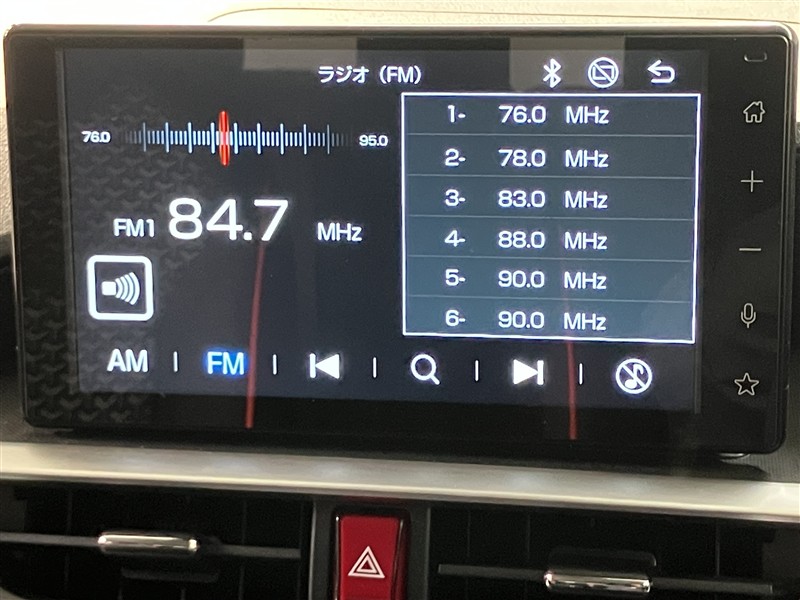 ラジオ（FM）
76.0
95.0
FM1 84.7 MHz
1- 76.0 MHz
2- 78.0 MHz
3- 83.0 MHz
4- 88.0 MHz
5- 90.0 MHz
6- 90.0 MHz
AM
FM